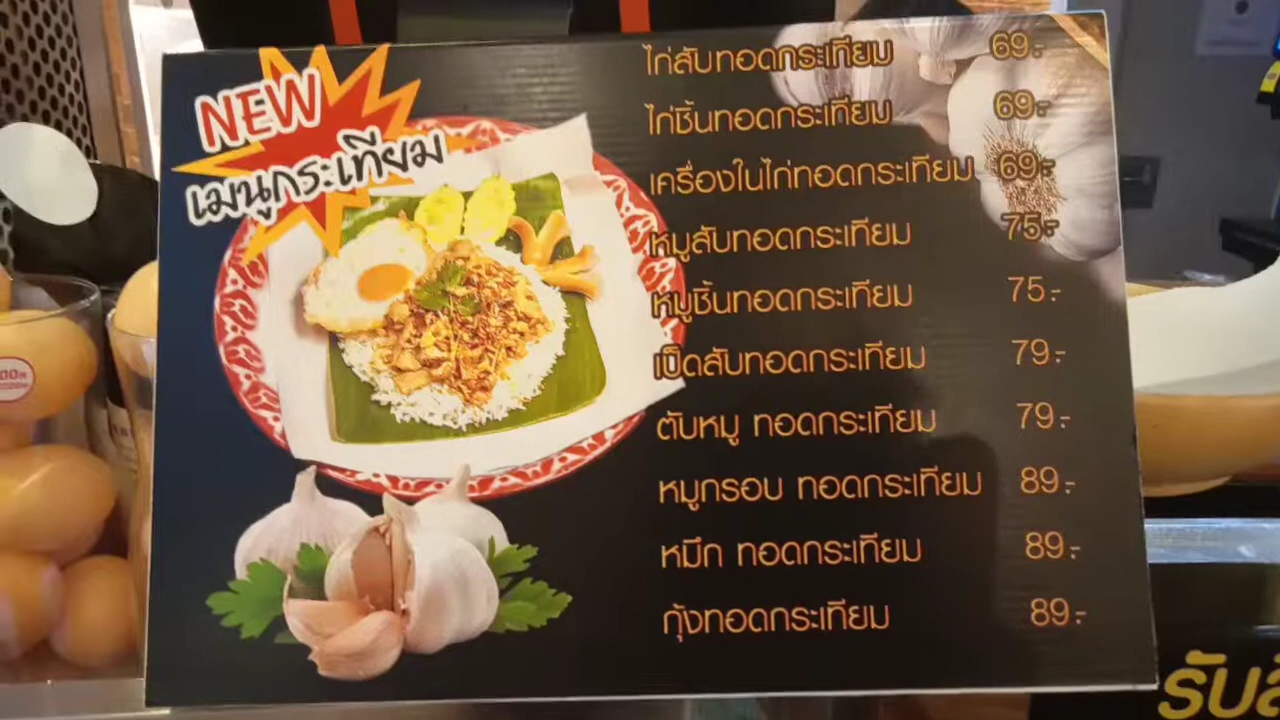 NEW
เมนูกระเทียม
ไก่สับทอดกระเทียม 69.-
ไก่ชิ้นทอดกระเทียม 69.-
เครื่องในไก่ทอดกระเทียม 69.-
หมูสับทอดกระเทียม 75.-
หมูชิ้นทอดกระเทียม 75.-
เป็ดสับทอดกระเทียม 79.-
ตับหมู ทอดกระเทียม 79.-
หมูกรอบ ทอดกระเทียม 89.-
หมึก ทอดกระเทียม 89.-
กุ้งทอดกระเทียม 89.-